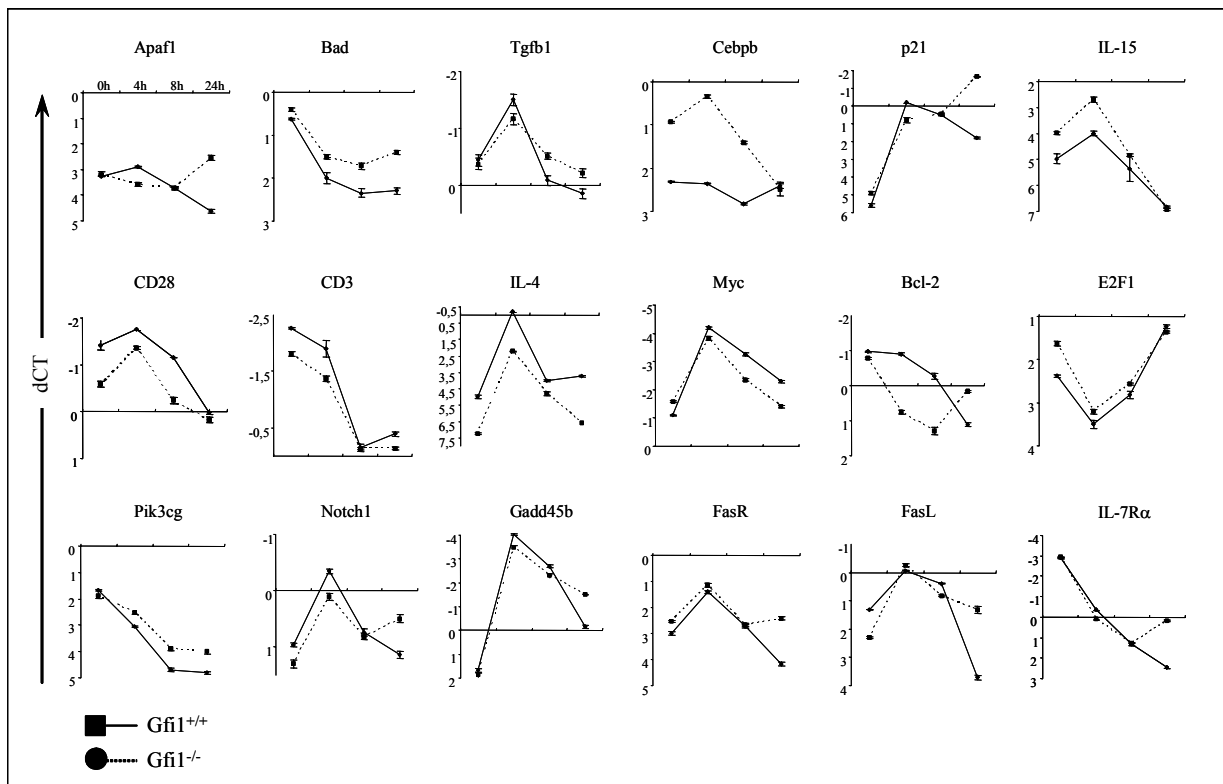 Apaf1 Bad Tgfb1 Cebpb p21 IL-15
0h 4h 8h 24h
0 1 2 3 4 5
0 1 2 3
-2 -1 0
0 1 2 3
-2 -1 0 1 2 3 4 5 6
2 3 4 5 6 7
CD28 CD3 IL-4 Myc Bcl-2 E2F1
-2 -1 0 1
-2,5 -1,5 -0,5
-0,5 0,5 1,5 2,5 3,5 4,5 5,5 6,5 7,5
-5 -4 -3 -2 -1 0
-2 -1 0 1 2
1 2 3 4
dCT
Pik3cg Notch1 Gadd45b FasR FasL IL-7Rα
0 1 2 3 4 5
-1 0 1
-4 -3 -2 -1 0 1 2
0 1 2 3 4 5
-1 0 1 2 3 4
-4 -3 -2 -1 0 1 2 3
Gfi1+/+
Gfi1-/-